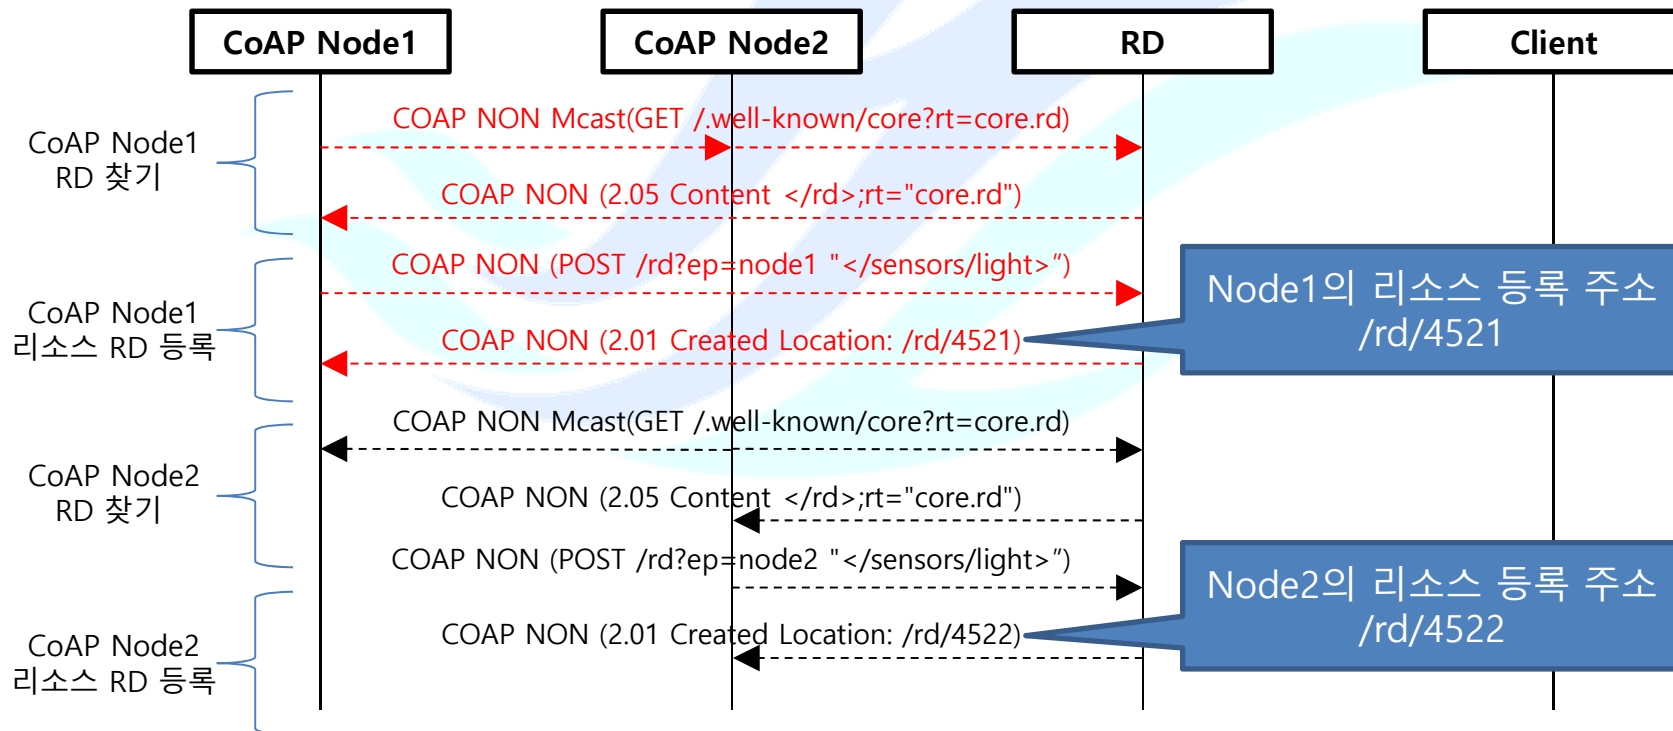 CoAP Node1
CoAP Node2
RD
Client
COAP NON Mcast(GET /.well-known/core?rt=core.rd)
CoAP Node1
RD 찾기
COAP NON (2.05 Content </rd>;rt="core.rd")
COAP NON (POST /rd?ep=node1 "</sensors/light>”)
Node1의 리소스 등록 주소
/rd/4521
CoAP Node1
리소스 RD 등록
COAP NON (2.01 Created Location: /rd/4521)
COAP NON Mcast(GET /.well-known/core?rt=core.rd)
CoAP Node2
RD 찾기
COAP NON (2.05 Content </rd>;rt="core.rd")
COAP NON (POST /rd?ep=node2 "</sensors/light>”)
Node2의 리소스 등록 주소
/rd/4522
COAP NON (2.01 Created Location: /rd/4522)
CoAP Node2
리소스 RD 등록